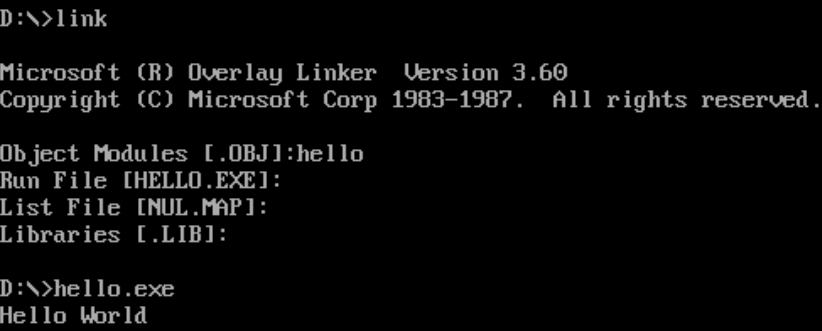 D:\>link
Microsoft (R) Overlay Linker  Version 3.60
Copyright (C) Microsoft Corp 1983-1987.  All rights reserved.
Object Modules [.OBJ]:hello
Run File [HELLO.EXE]:
List File [NUL.MAP]:
Libraries [.LIB]:
D:\>hello.exe
Hello World